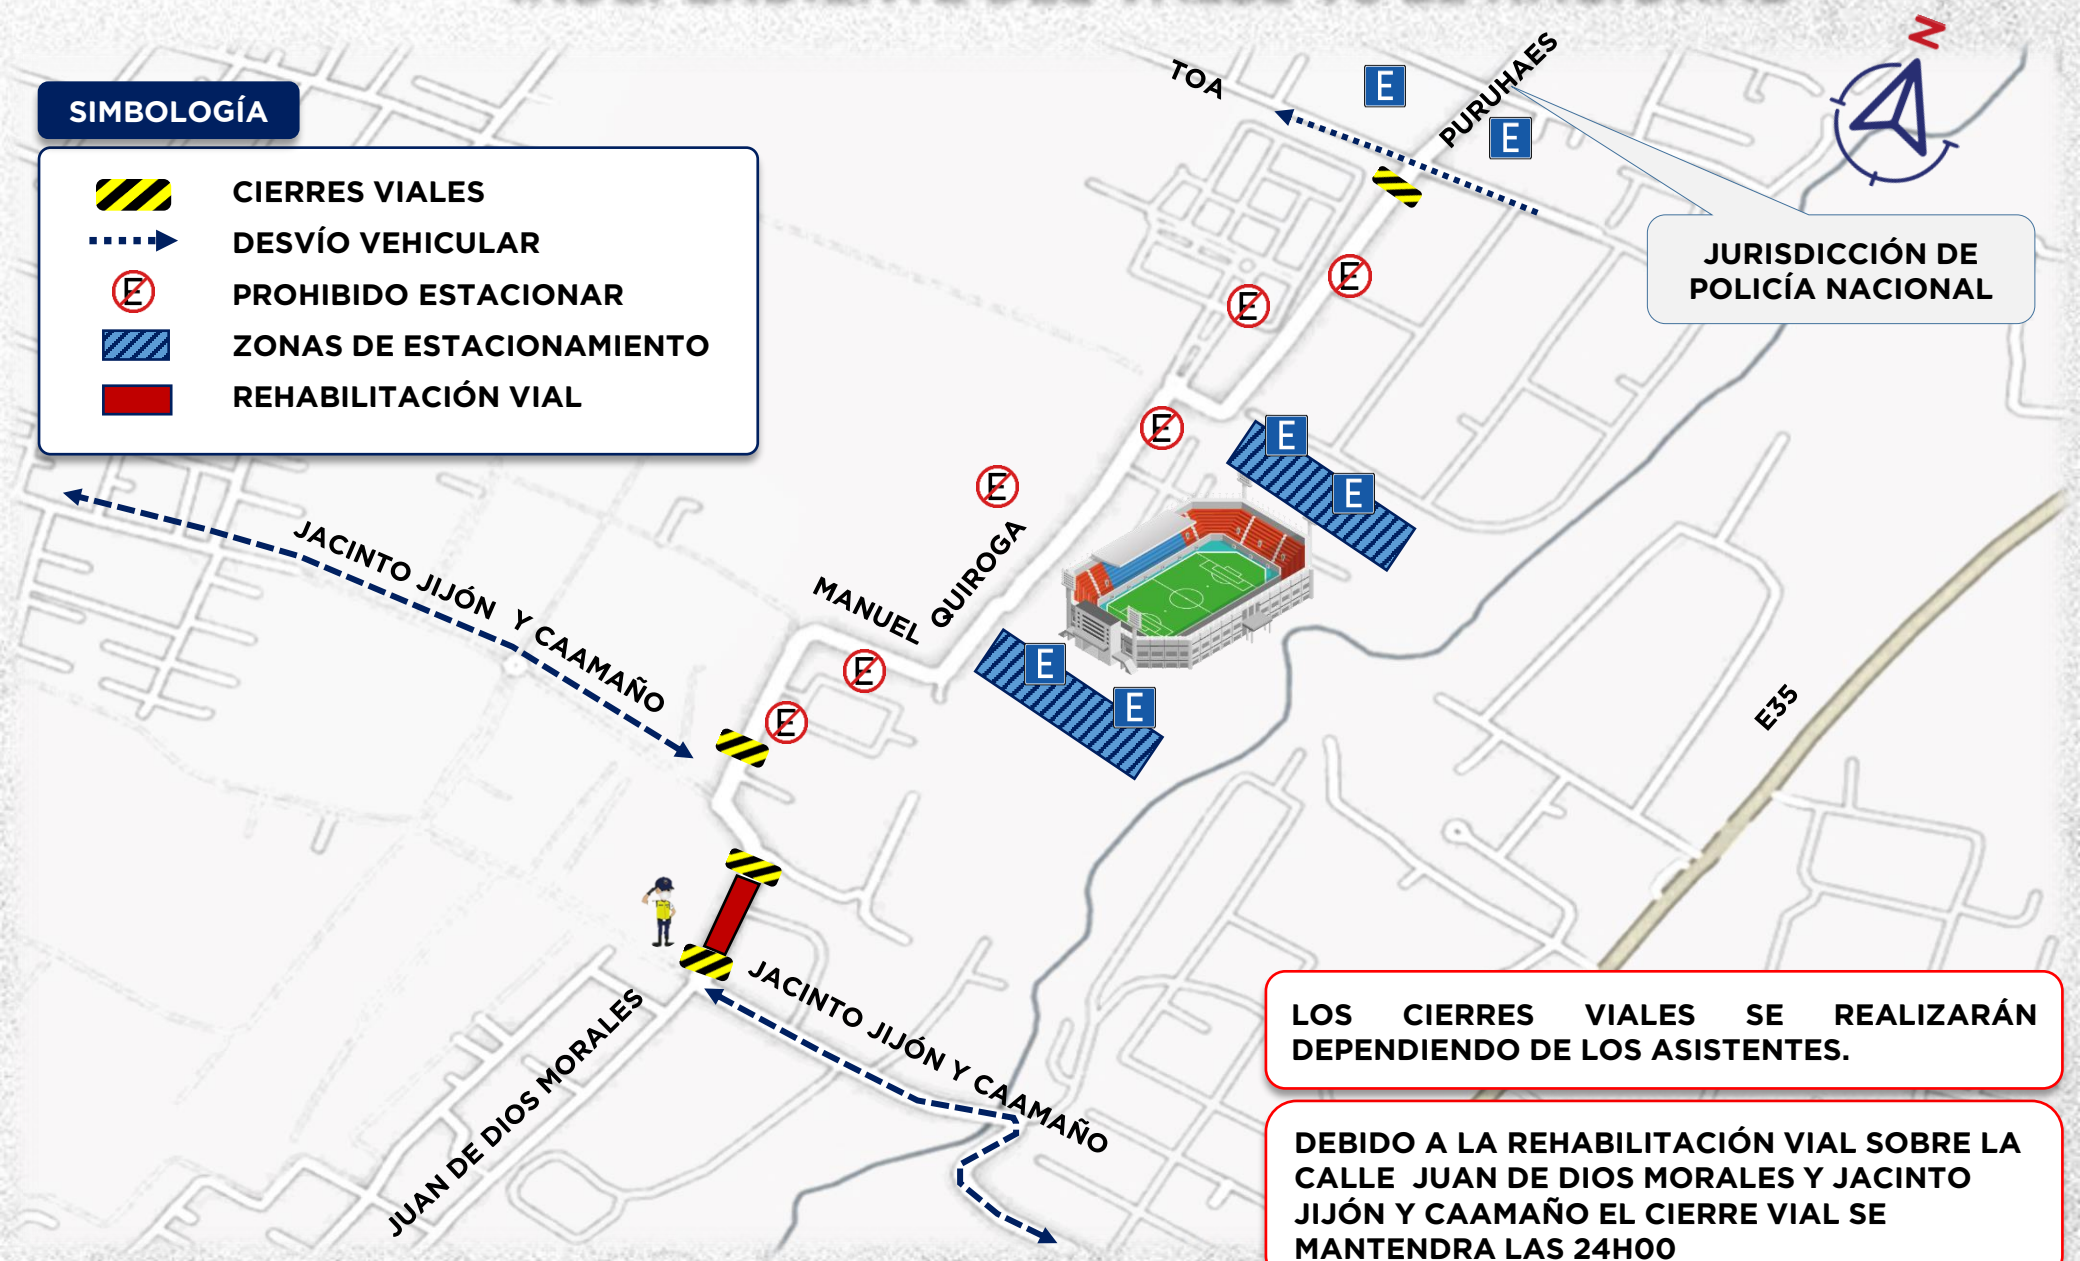 TOA
PURUHAES
E
E
N
SIMBOLOGÍA
CIERRES VIALES
DESVÍO VEHICULAR
E
PROHIBIDO ESTACIONAR
ZONAS DE ESTACIONAMIENTO
REHABILITACIÓN VIAL
JURISDICCIÓN DE
POLICÍA NACIONAL
E
E
E
E
E
E
JACINTO JIJÓN Y CAAMAÑO
MANUEL QUIROGA
E
E
E
E
E35
JACINTO JIJÓN Y CAAMAÑO
JUAN DE DIOS MORALES
LOS CIERRES VIALES SE REALIZARÁN
DEPENDIENDO DE LOS ASISTENTES.
DEBIDO A LA REHABILITACIÓN VIAL SOBRE LA
CALLE JUAN DE DIOS MORALES Y JACINTO
JIJÓN Y CAAMAÑO EL CIERRE VIAL SE
MANTENDRA LAS 24H00